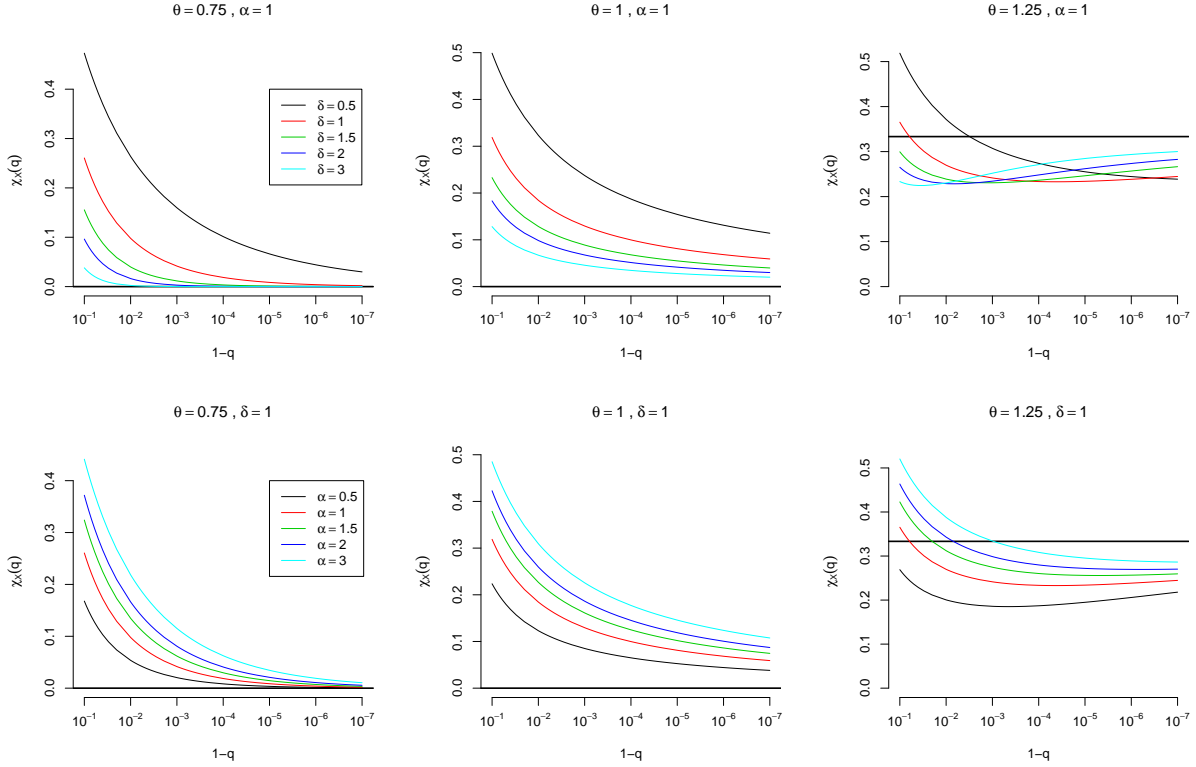 θ = 0.75 , α = 1
χ_x(q)
0.4
0.3
0.2
0.1
0.0
δ = 0.5
δ = 1
δ = 1.5
δ = 2
δ = 3
10⁻¹ 10⁻² 10⁻³ 10⁻⁴ 10⁻⁵ 10⁻⁶ 10⁻⁷
1−q
θ = 1 , α = 1
χ_x(q)
0.5
0.4
0.3
0.2
0.1
0.0
10⁻¹ 10⁻² 10⁻³ 10⁻⁴ 10⁻⁵ 10⁻⁶ 10⁻⁷
1−q
θ = 1.25 , α = 1
χ_x(q)
0.5
0.4
0.3
0.2
0.1
0.0
10⁻¹ 10⁻² 10⁻³ 10⁻⁴ 10⁻⁵ 10⁻⁶ 10⁻⁷
1−q
θ = 0.75 , δ = 1
χ_x(q)
0.4
0.3
0.2
0.1
0.0
α = 0.5
α = 1
α = 1.5
α = 2
α = 3
10⁻¹ 10⁻² 10⁻³ 10⁻⁴ 10⁻⁵ 10⁻⁶ 10⁻⁷
1−q
θ = 1 , δ = 1
χ_x(q)
0.5
0.4
0.3
0.2
0.1
0.0
10⁻¹ 10⁻² 10⁻³ 10⁻⁴ 10⁻⁵ 10⁻⁶ 10⁻⁷
1−q
θ = 1.25 , δ = 1
χ_x(q)
0.5
0.4
0.3
0.2
0.1
0.0
10⁻¹ 10⁻² 10⁻³ 10⁻⁴ 10⁻⁵ 10⁻⁶ 10⁻⁷
1−q